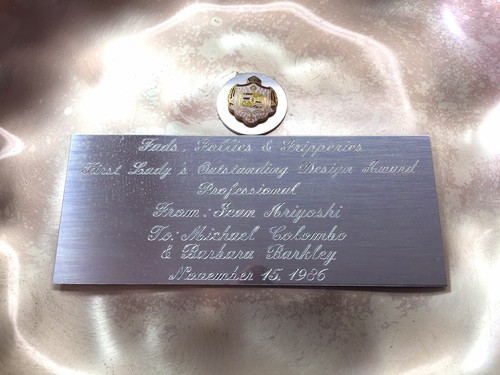 Fads, Follies & Fripperies
First Lady's Outstanding Design Award
Professional
From: Jean Ariyoshi
To: Michael Colombo
& Barbara Barkley
November 15, 1986